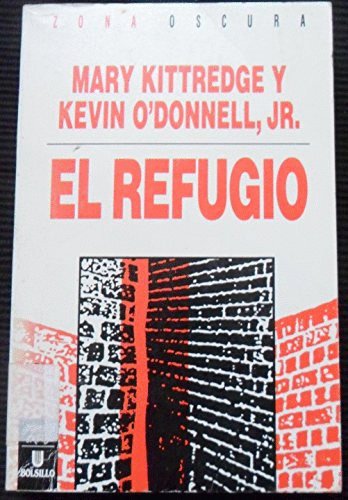 ZONA OSCURA
MARY KITTREDGE Y
KEVIN O'DONNELL, JR.
EL REFUGIO
U
BOLSILLO